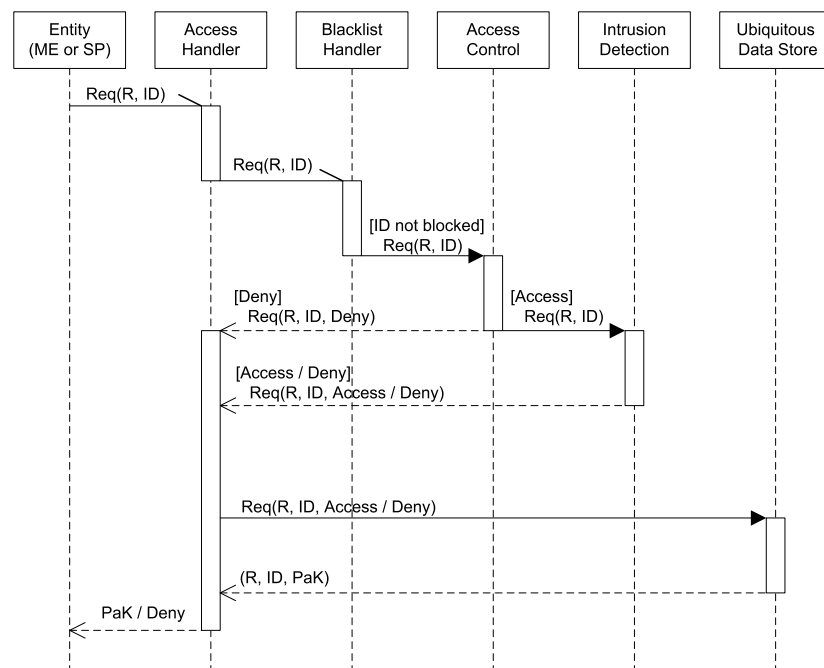 Entity
(ME or SP)
Access
Handler
Blacklist
Handler
Access
Control
Intrusion
Detection
Ubiquitous
Data Store
Req(R, ID)
Req(R, ID)
[ID not blocked]
Req(R, ID)
[Deny]
Req(R, ID, Deny)
[Access]
Req(R, ID)
[Access / Deny]
Req(R, ID, Access / Deny)
Req(R, ID, Access / Deny)
(R, ID, PaK)
PaK / Deny